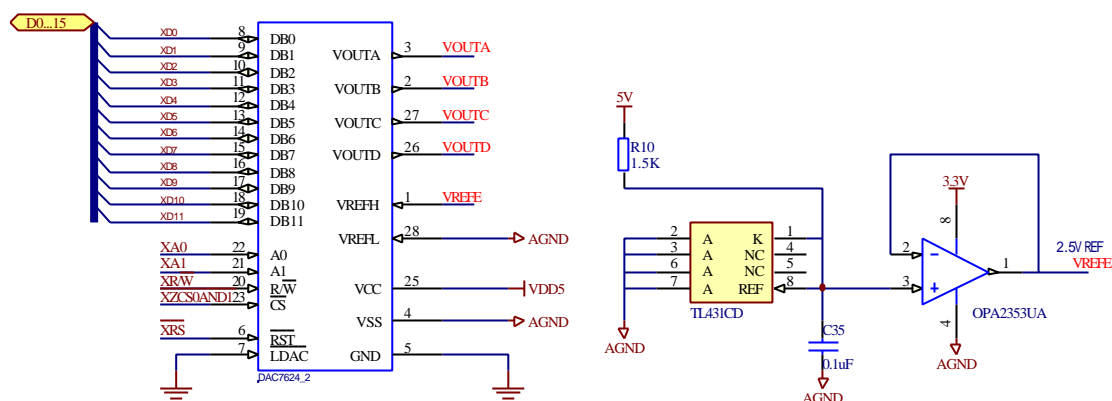 D0...15
XD0 8 DB0
XD1 9 DB1
XD2 10 DB2
XD3 11 DB3
XD4 12 DB4
XD5 13 DB5
XD6 14 DB6
XD7 15 DB7
XD8 16 DB8
XD9 17 DB9
XD10 18 DB10
XD11 19 DB11
XA0 22 A0
XA1 21 A1
XR/W 20 R/W
XZCS0AND1 23 CS
XRS 6 RST
7 LDAC
VOUTA 3 VOUTA
VOUTB 2 VOUTB
VOUTC 27 VOUTC
VOUTD 26 VOUTD
VREFH 1 VREFE
VREFL 28 AGND
VCC 25 VDD5
VSS 4 AGND
GND 5
DAC7624_2
5V
R10
1.5K
2 A K 1
3 A NC 4
6 A NC 5
7 A REF 8
TL431CD
AGND
C35
0.1uF
AGND
3.3V
8
2
3
1
4
2.5V REF
VREFE
OPA2353UA
AGND